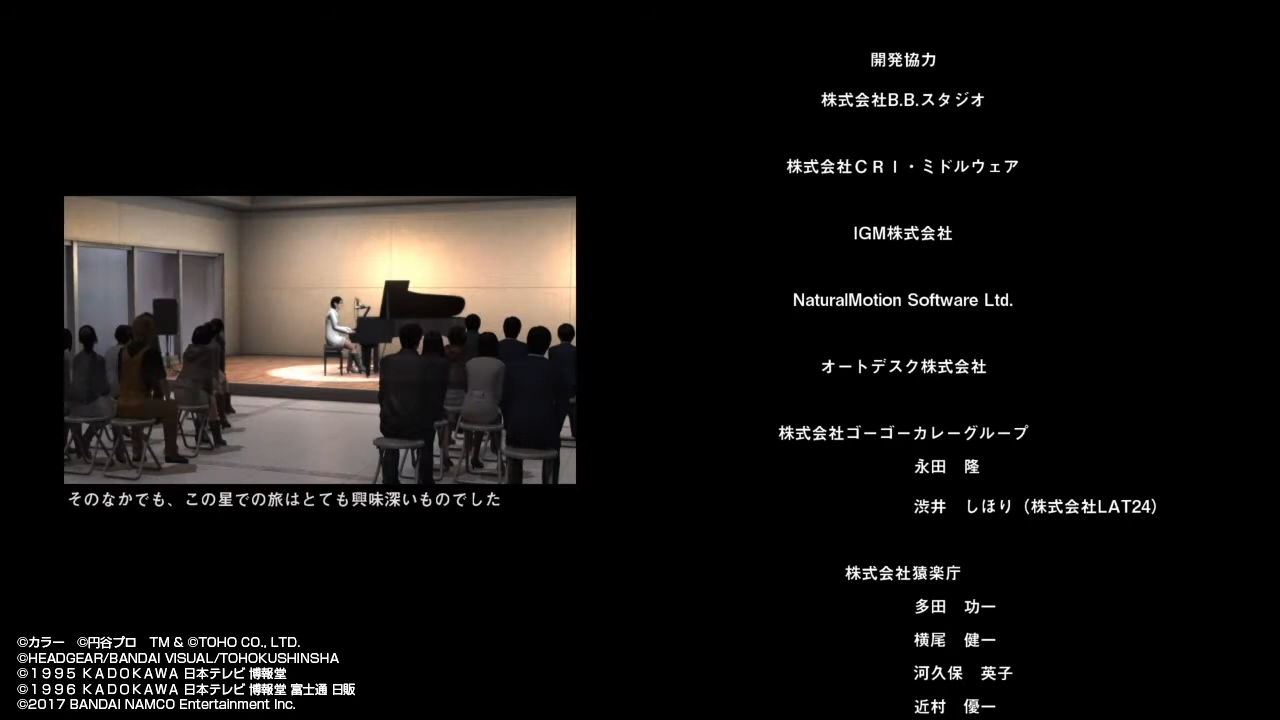 開発協力
株式会社B.B.スタジオ
株式会社ＣＲＩ・ミドルウェア
IGM株式会社
NaturalMotion Software Ltd.
オートデスク株式会社
株式会社ゴーゴーカレーグループ
永田　隆
渋井　しほり（株式会社LAT24）
株式会社猿楽庁
多田　功一
横尾　健一
河久保　英子
近村　優一
そのなかでも、この星での旅はとても興味深いものでした
©カラー　©円谷プロ　TM & ©TOHO CO., LTD.
©HEADGEAR/BANDAI VISUAL/TOHOKUSHINSHA
©１９９５ ＫＡＤＯＫＡＷＡ 日本テレビ 博報堂
©１９９６ ＫＡＤＯＫＡＷＡ 日本テレビ 博報堂 富士通 日販
©2017 BANDAI NAMCO Entertainment Inc.